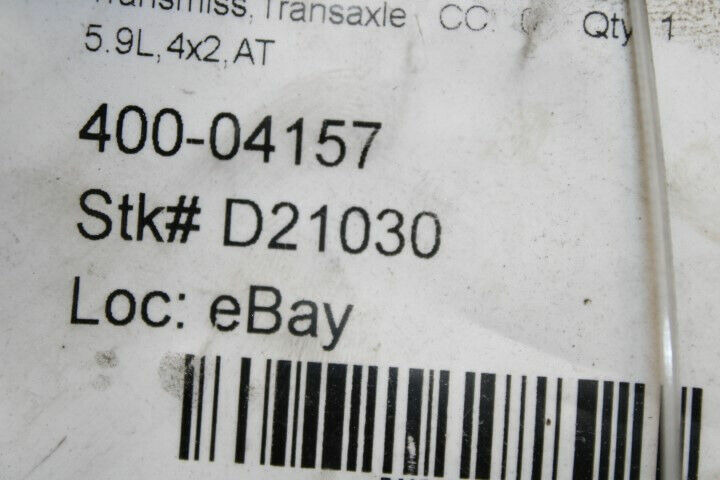 Transmiss, Transaxle CC: Qty 1
5.9L, 4x2, AT
400-04157
Stk# D21030
Loc: eBay